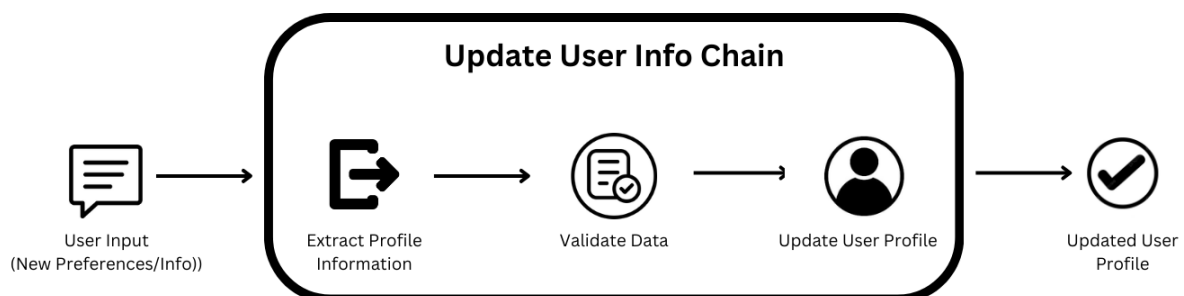 Update User Info Chain
User Input
(New Preferences/Info))
Extract Profile
Information
Validate Data
Update User Profile
Updated User
Profile